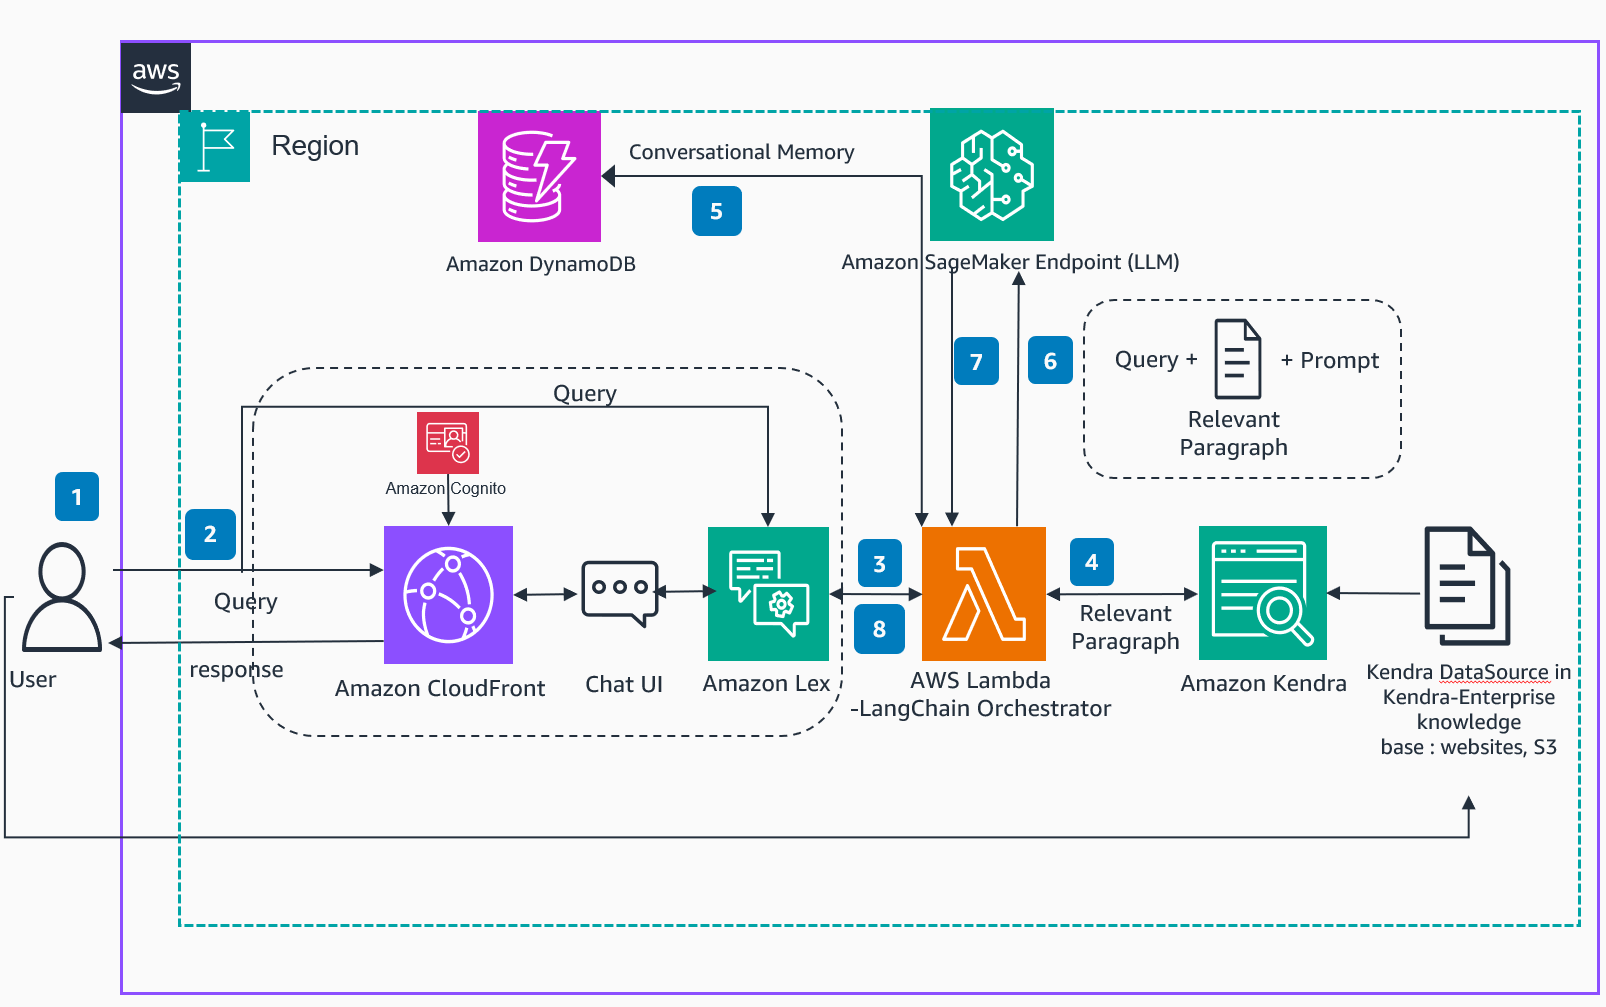 aws
Region
Conversational Memory
5
Amazon DynamoDB
Amazon SageMaker Endpoint (LLM)
7
6
Query +
+ Prompt
Relevant
Paragraph
Query
Amazon Cognito
1
2
3
4
Query
8
Relevant
Paragraph
response
User
Amazon CloudFront
Chat UI
Amazon Lex
AWS Lambda
-LangChain Orchestrator
Amazon Kendra
Kendra DataSource in
Kendra-Enterprise
knowledge
base : websites, S3